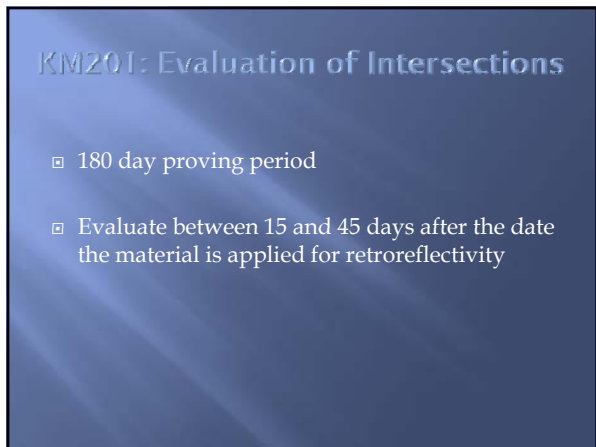 KM201: Evaluation of Intersections
180 day proving period
Evaluate between 15 and 45 days after the date
the material is applied for retroreflectivity